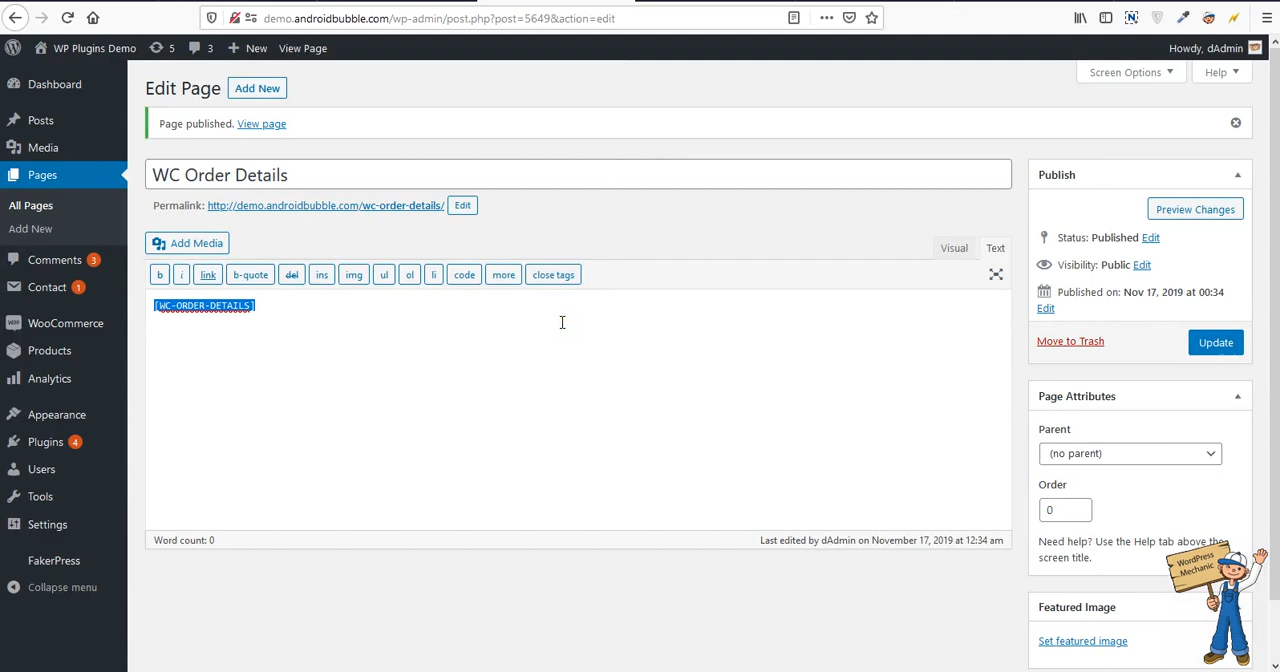 demo.androidbubble.com/wp-admin/post.php?post=5649&action=edit
WP Plugins Demo 5 3 New View Page Howdy, dAdmin
Screen Options Help
Dashboard
Posts
Media
Pages
All Pages
Add New
Comments 3
Contact 1
WooCommerce
Products
Analytics
Appearance
Plugins 4
Users
Tools
Settings
FakerPress
Collapse menu
Edit Page Add New
Page published. View page
WC Order Details
Permalink: http://demo.androidbubble.com/wc-order-details/ Edit
Add Media
Visual Text
b i link b-quote del ins img ul ol li code more close tags
[WC-ORDER-DETAILS]
Word count: 0 Last edited by dAdmin on November 17, 2019 at 12:34 am
Publish
Preview Changes
Status: Published Edit
Visibility: Public Edit
Published on: Nov 17, 2019 at 00:34
Edit
Move to Trash Update
Page Attributes
Parent
(no parent)
Order
0
Need help? Use the Help tab above the
screen title.
WordPress
Mechanic
Featured Image
Set featured image